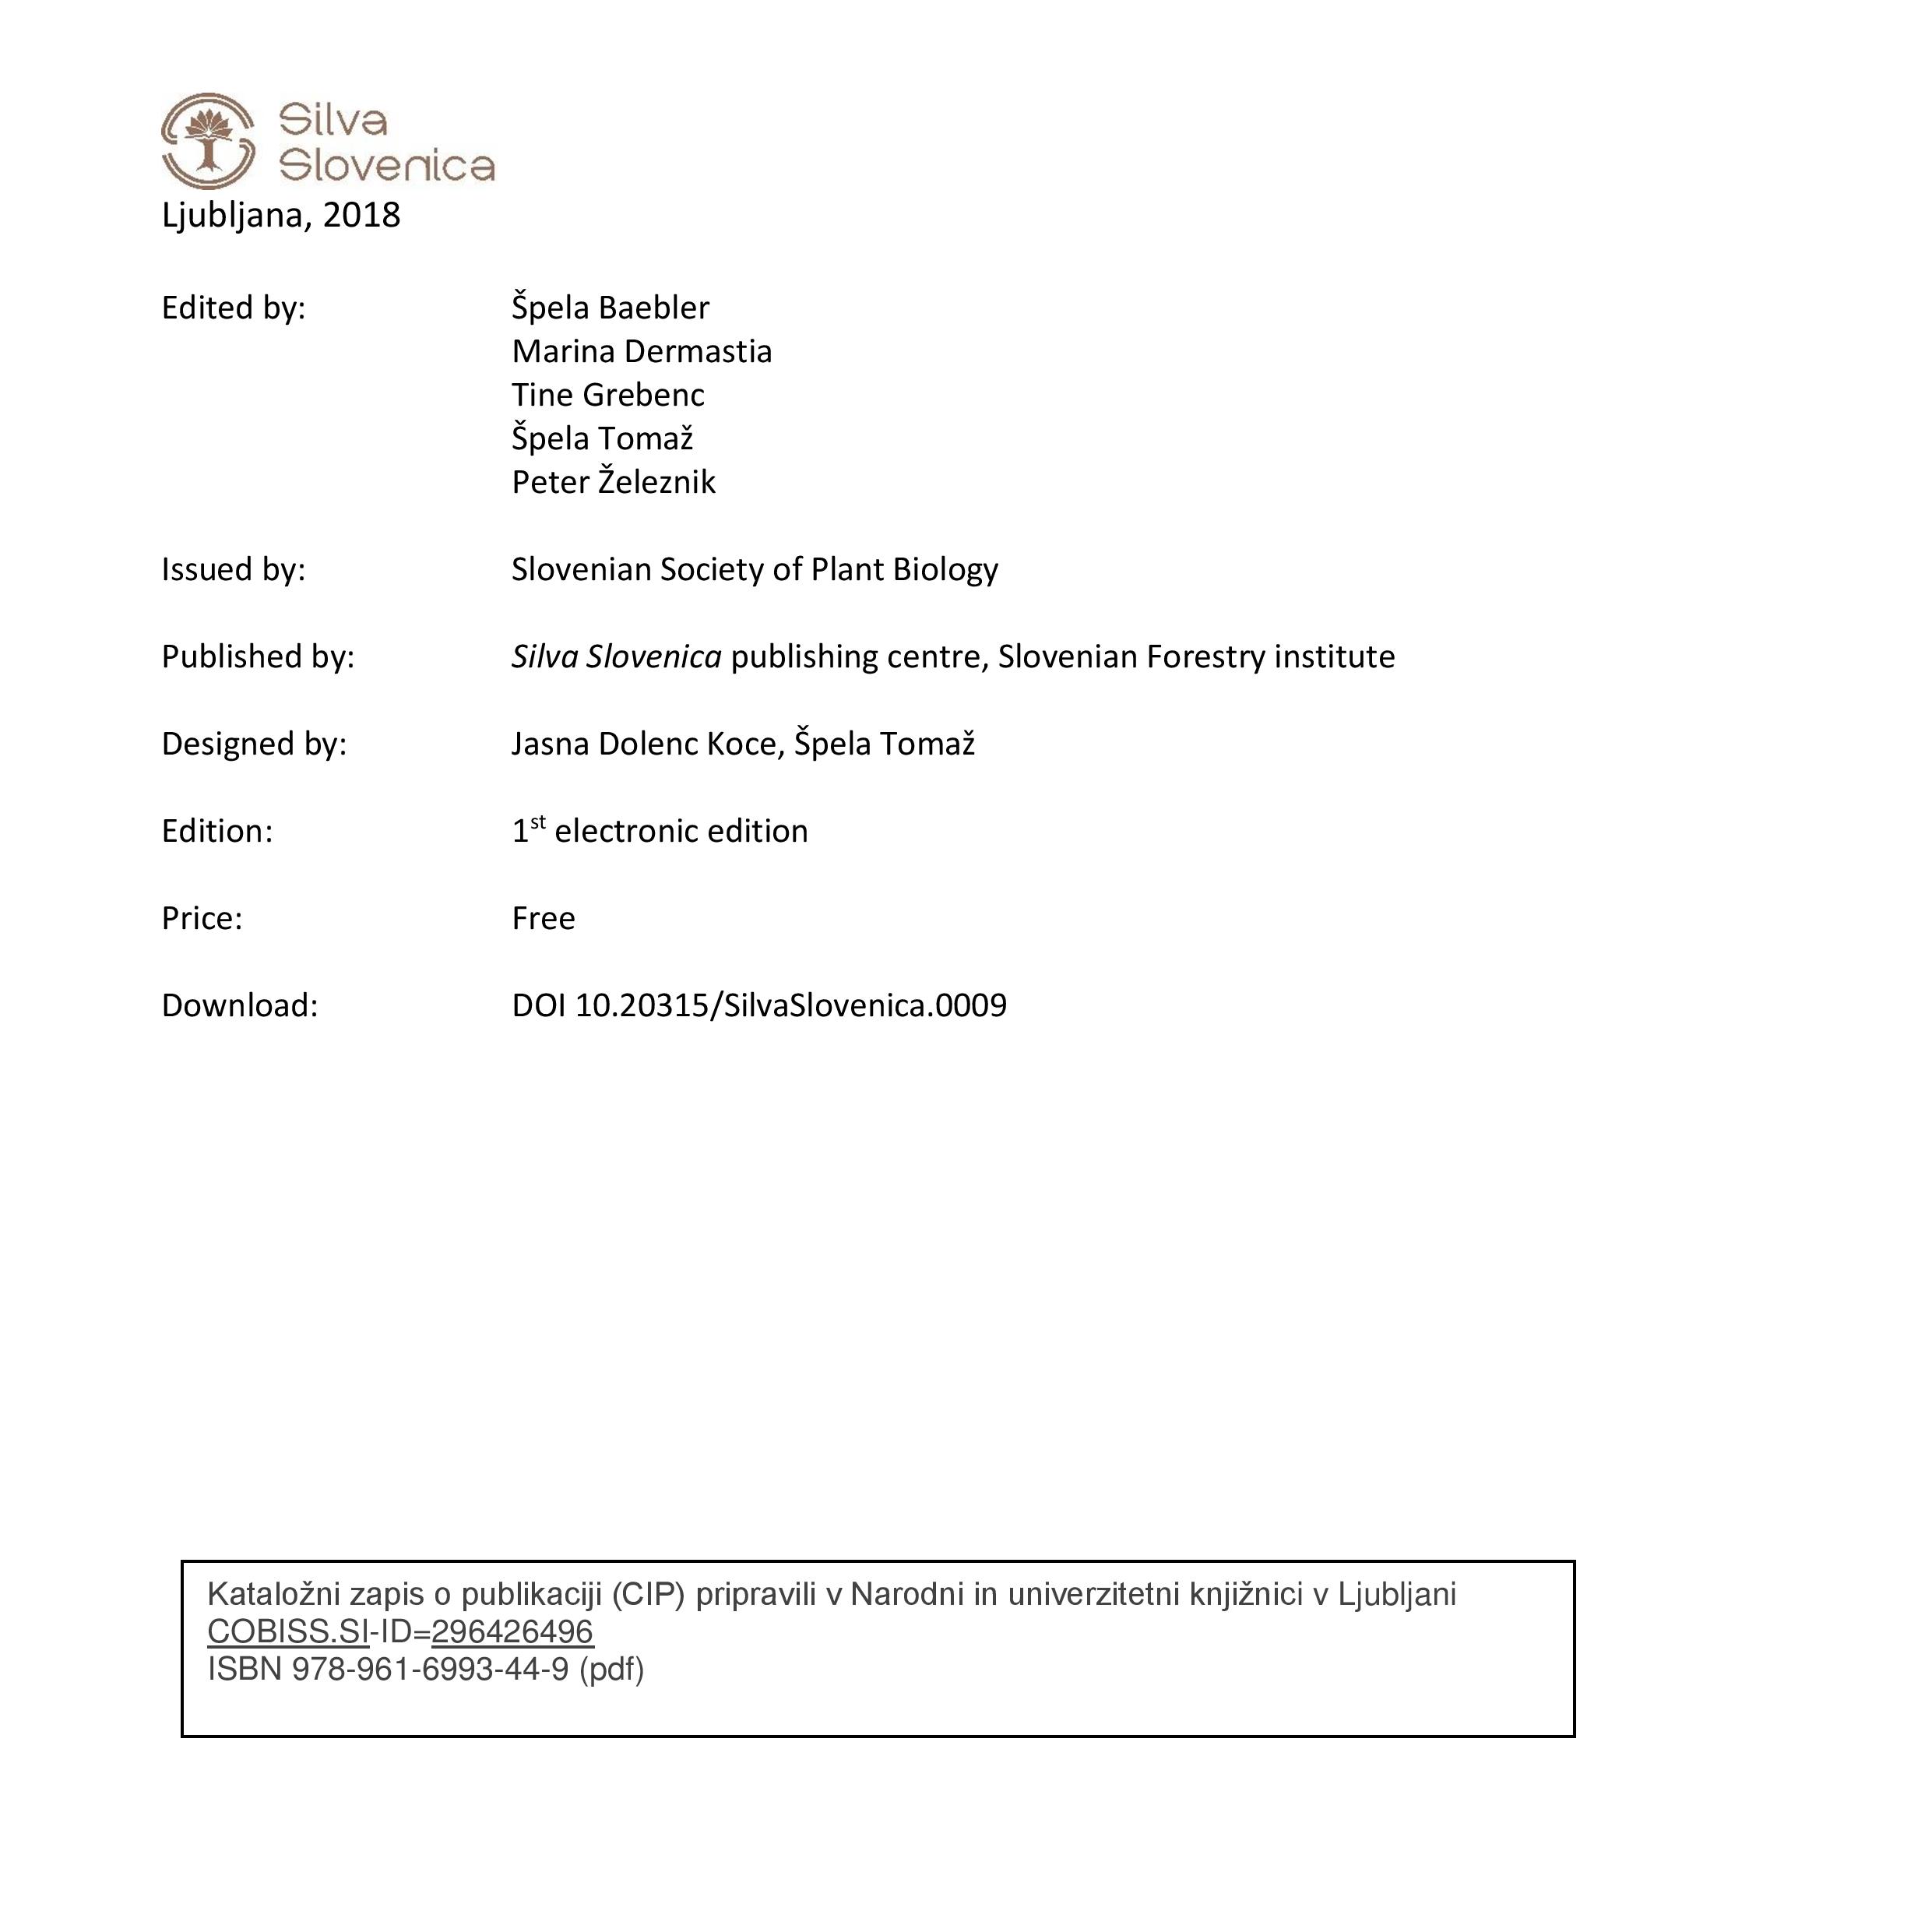 Silva
Slovenica
Ljubljana, 2018
Edited by: Špela Baebler
Marina Dermastia
Tine Grebenc
Špela Tomaž
Peter Železnik
Issued by: Slovenian Society of Plant Biology
Published by: Silva Slovenica publishing centre, Slovenian Forestry institute
Designed by: Jasna Dolenc Koce, Špela Tomaž
Edition: 1st electronic edition
Price: Free
Download: DOI 10.20315/SilvaSlovenica.0009
Kataložni zapis o publikaciji (CIP) pripravili v Narodni in univerzitetni knjižnici v Ljubljani
COBISS.SI-ID=296426496
ISBN 978-961-6993-44-9 (pdf)